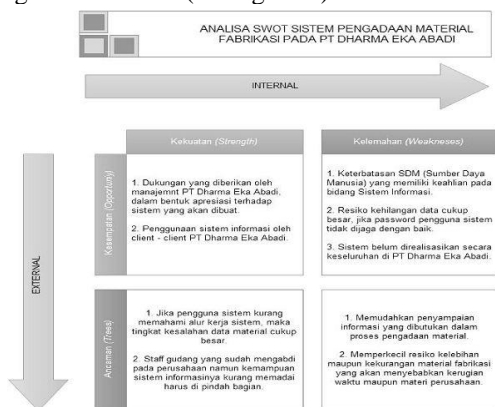 ANALISA SWOT SISTEM PENGADAAN MATERIAL
FABRIKASI PADA PT DHARMA EKA ABADI
INTERNAL
EXTERNAL
Kekuatan (Strength)
Kelemahan (Weakneses)
Kesempatan (Opportunity)
1. Dukungan yang diberikan oleh
manajemnt PT Dharma Eka Abadi,
dalam bentuk apresiasi terhadap
sistem yang akan dibuat.
2. Penggunaan sistem informasi oleh
client - client PT Dharma Eka Abadi.
1. Keterbatasan SDM (Sumber Daya
Manusia) yang memiliki keahlian pada
bidang Sistem Informasi.
2. Resiko kehilangan data cukup
besar, jika password pengguna sistem
tidak dijaga dengan baik.
3. Sistem belum direalisasikan secara
keseluruhan di PT Dharma Eka Abadi.
Ancaman (Trees)
1. Jika pengguna sistem kurang
memahami alur kerja sistem, maka
tingkat kesalahan data material cukup
besar.
2. Staff gudang yang sudah mengabdi
pada perusahaan namun kemampuan
sistem informasinya kurang memadai
harus di pindah bagian.
1. Memudahkan penyampaian
informasi yang dibutukan dalam
proses pengadaan material.
2. Memperkecil resiko kelebihan
maupun kekurangan material fabrikasi
yang akan menyebabkan kerugian
waktu maupun materi perusahaan.